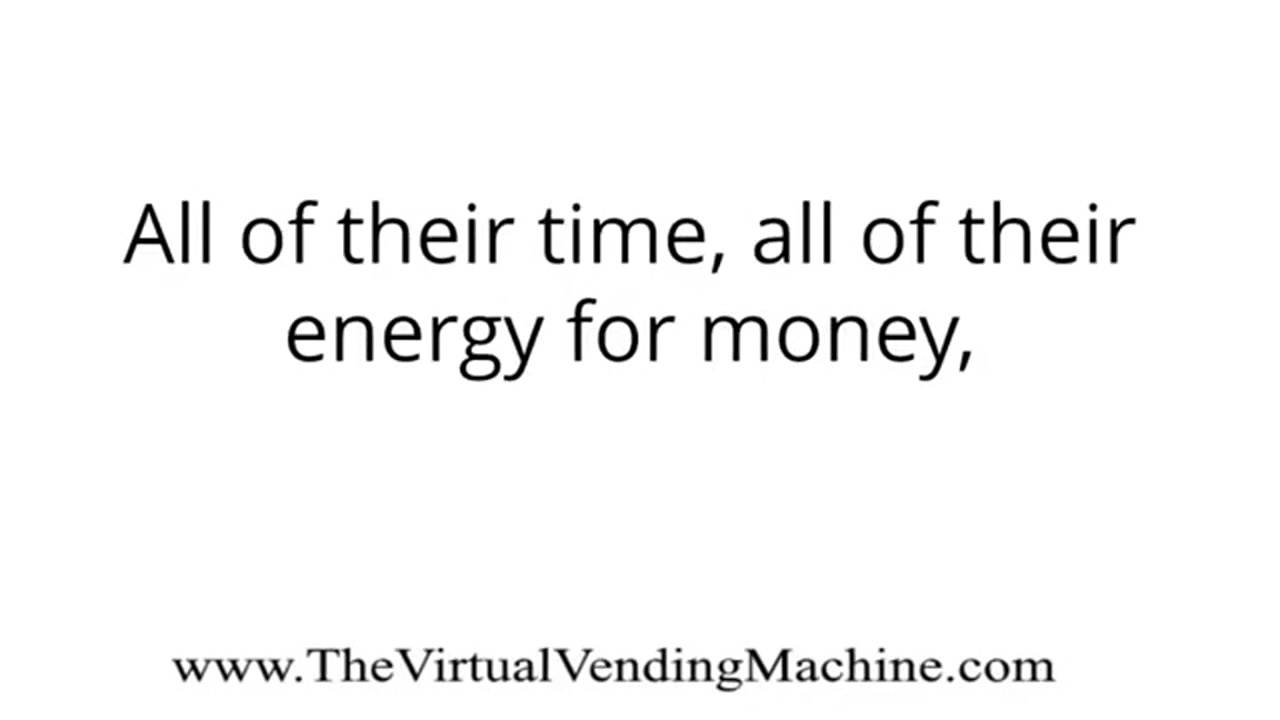 All of their time, all of their
energy for money,
www.TheVirtualVendingMachine.com